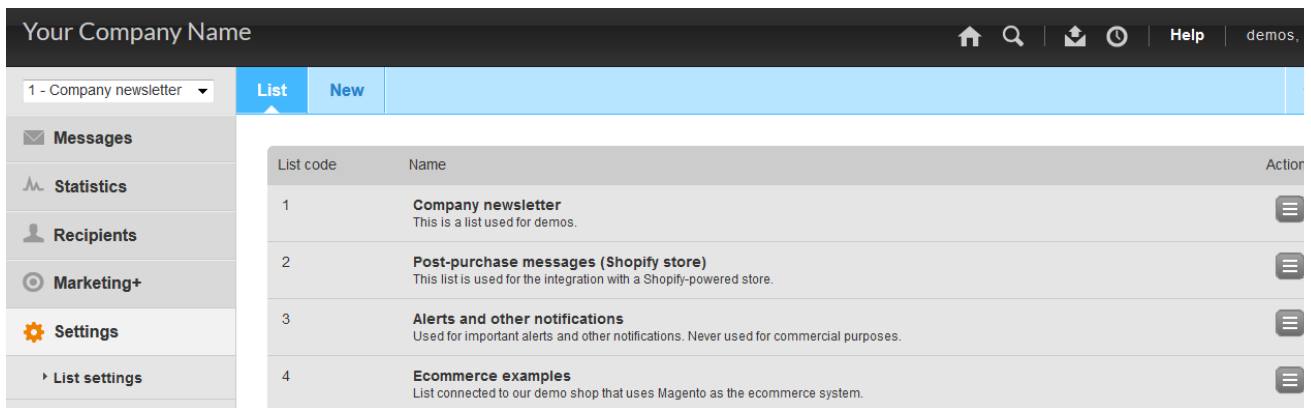 Your Company Name
Help
demos,
1 - Company newsletter
List
New
Messages
Statistics
Recipients
Marketing+
Settings
List settings
List code Name Action
1 Company newsletter
This is a list used for demos.
2 Post-purchase messages (Shopify store)
This list is used for the integration with a Shopify-powered store.
3 Alerts and other notifications
Used for important alerts and other notifications. Never used for commercial purposes.
4 Ecommerce examples
List connected to our demo shop that uses Magento as the ecommerce system.